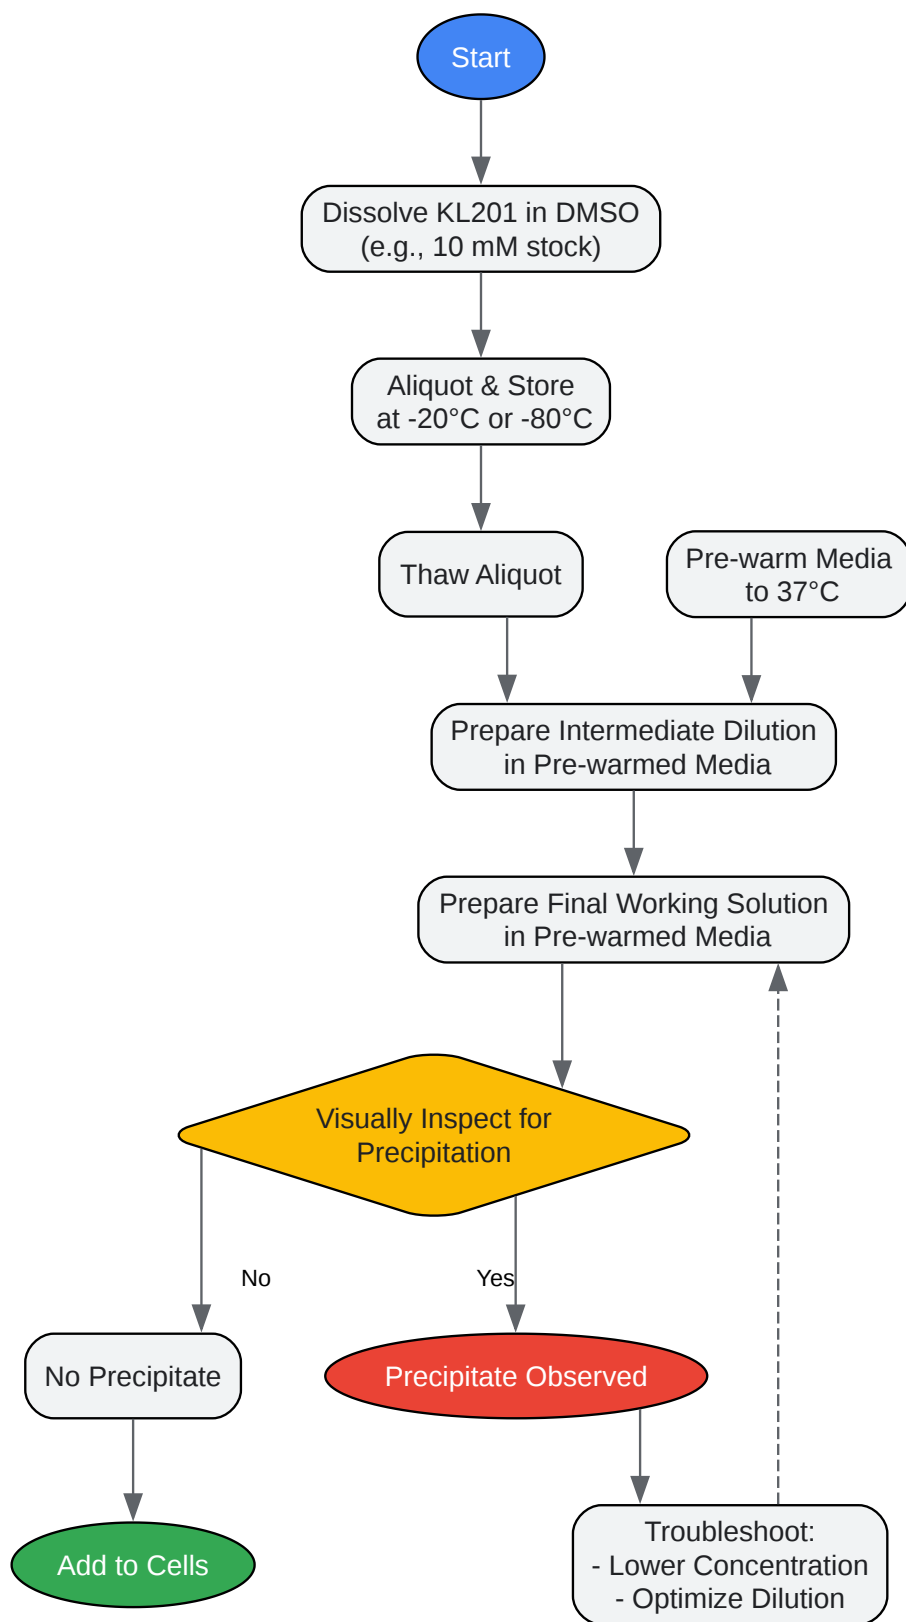 Start
Dissolve KL201 in DMSO
(e.g., 10 mM stock)
Aliquot & Store
at -20°C or -80°C
Thaw Aliquot
Pre-warm Media
to 37°C
Prepare Intermediate Dilution
in Pre-warmed Media
Prepare Final Working Solution
in Pre-warmed Media
Visually Inspect for
Precipitation
No
Yes
No Precipitate
Precipitate Observed
Add to Cells
Troubleshoot:
- Lower Concentration
- Optimize Dilution